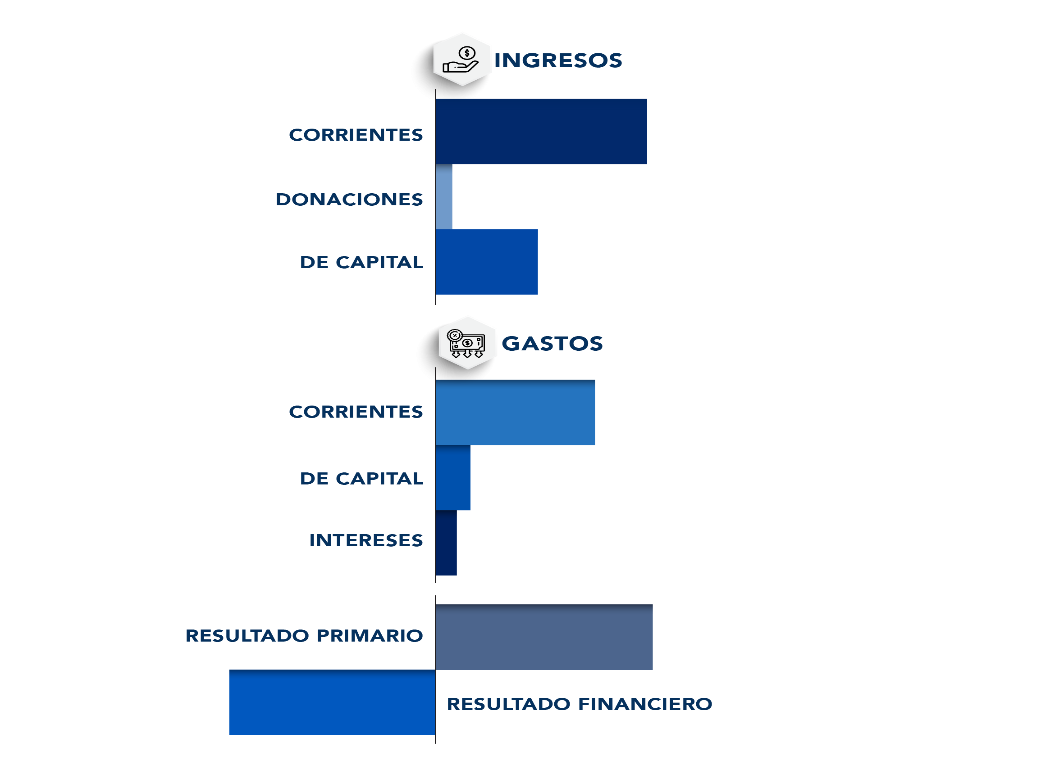 INGRESOS
CORRIENTES
DONACIONES
DE CAPITAL
GASTOS
CORRIENTES
DE CAPITAL
INTERESES
RESULTADO PRIMARIO
RESULTADO FINANCIERO